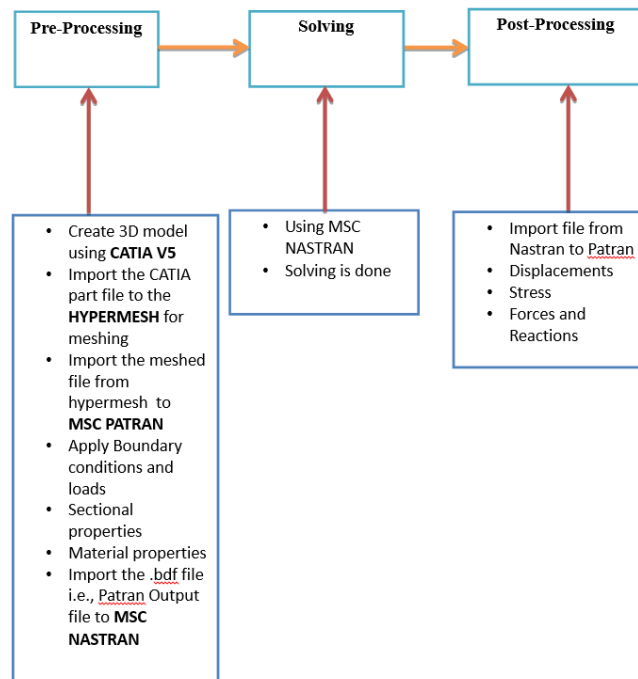 Pre-Processing
Solving
Post-Processing
• Create 3D model
using CATIA V5
• Import the CATIA
part file to the
HYPERMESH for
meshing
• Import the meshed
file from
hypermesh to
MSC PATRAN
• Apply Boundary
conditions and
loads
• Sectional
properties
• Material properties
• Import the .bdf file
i.e., Patran Output
file to MSC
NASTRAN
• Using MSC
NASTRAN
• Solving is done
• Import file from
Nastran to Patran
• Displacements
• Stress
• Forces and
Reactions